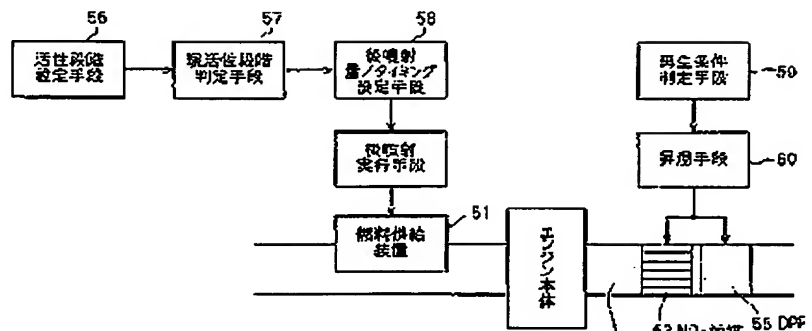 56
57
58
活性段階
設定手段
現活性段階
判定手段
後噴射
量/タイミング
設定手段
再生条件
判定手段
59
後噴射
実行手段
昇温手段
60
燃料供給
装置
51
エンジン本体
55 DPF